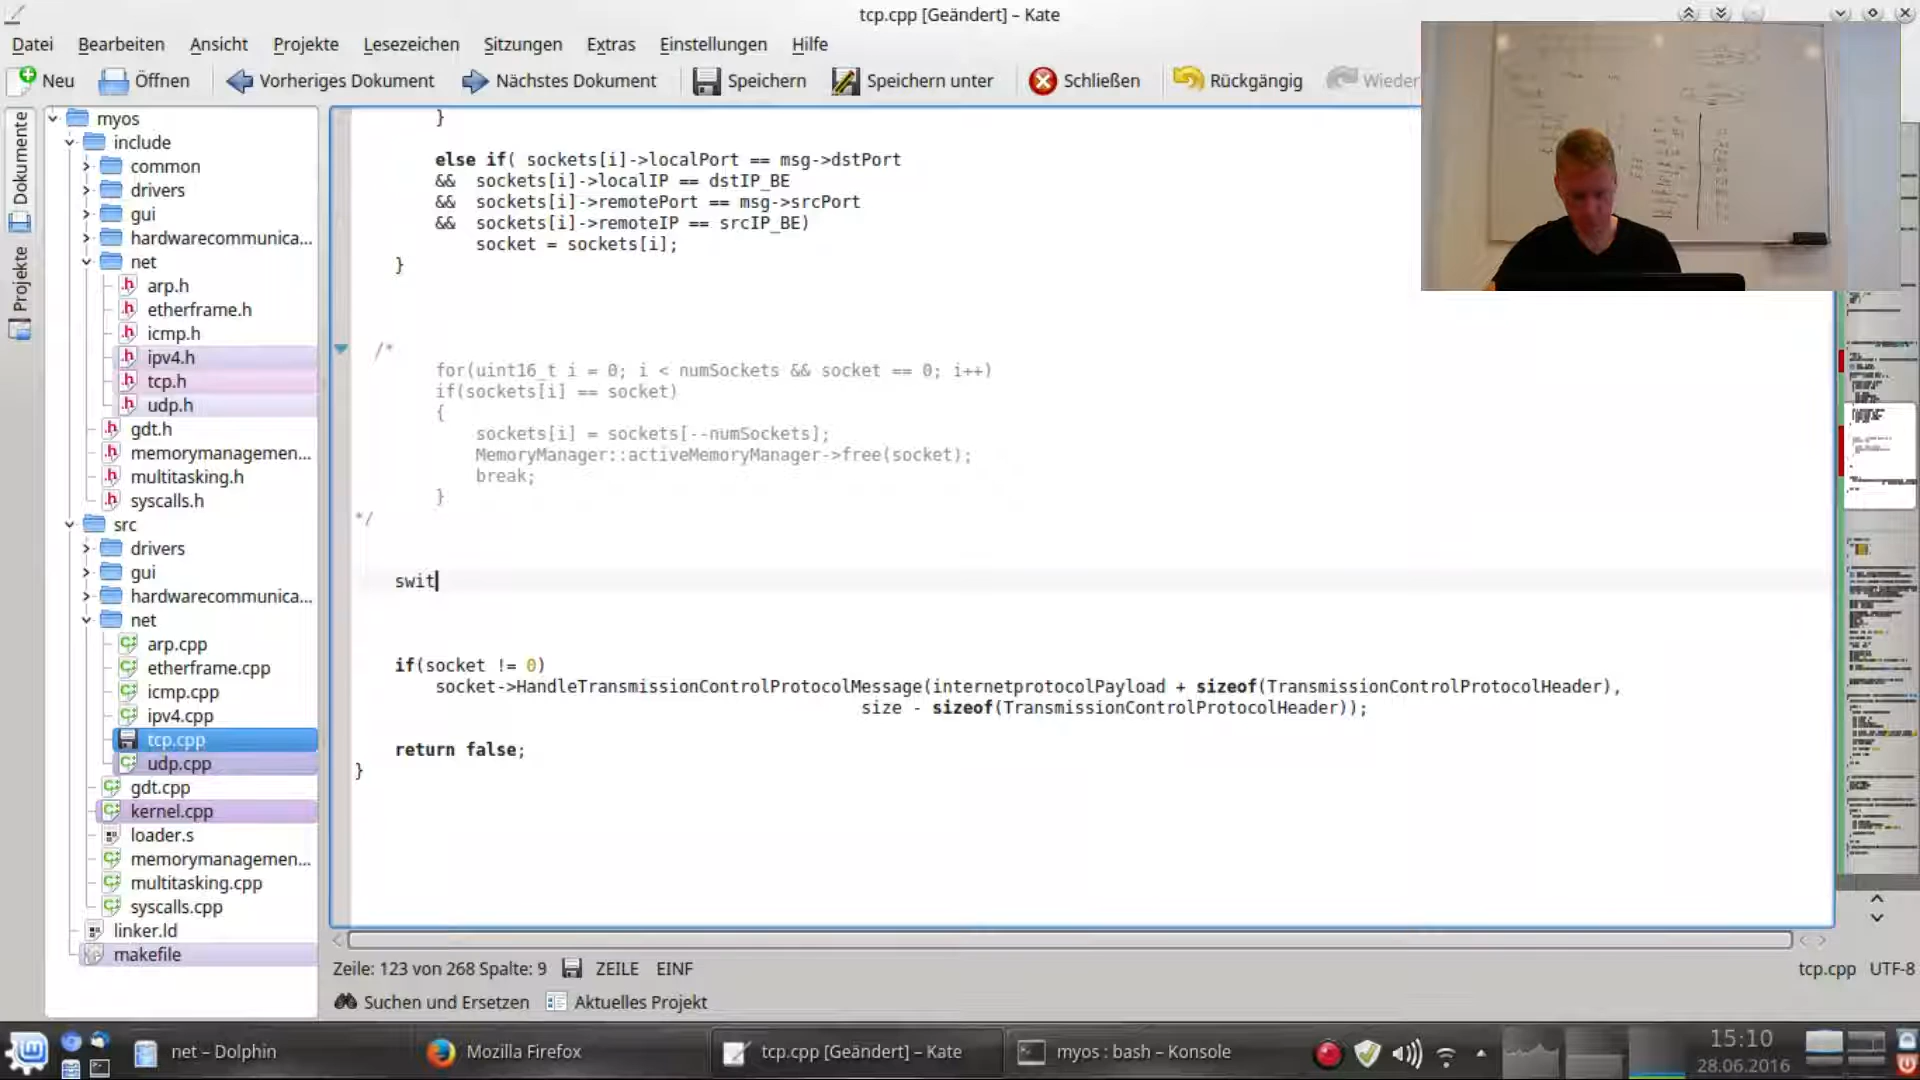 tcp.cpp [Geändert] – Kate
Datei Bearbeiten Ansicht Projekte Lesezeichen Sitzungen Extras Einstellungen Hilfe
Neu Öffnen Vorheriges Dokument Nächstes Dokument Speichern Speichern unter Schließen Rückgängig Wieder
Dokumente
Projekte
myos
include
common
drivers
gui
hardwarecommunica...
net
arp.h
etherframe.h
icmp.h
ipv4.h
tcp.h
udp.h
gdt.h
memorymanagemen...
multitasking.h
syscalls.h
src
drivers
gui
hardwarecommunica...
net
arp.cpp
etherframe.cpp
icmp.cpp
ipv4.cpp
tcp.cpp
udp.cpp
gdt.cpp
kernel.cpp
loader.s
memorymanagemen...
multitasking.cpp
syscalls.cpp
linker.ld
makefile
}
else if( sockets[i]->localPort == msg->dstPort
&& sockets[i]->localIP == dstIP_BE
&& sockets[i]->remotePort == msg->srcPort
&& sockets[i]->remoteIP == srcIP_BE)
socket = sockets[i];
}
/*
for(uint16_t i = 0; i < numSockets && socket == 0; i++)
if(sockets[i] == socket)
{
sockets[i] = sockets[--numSockets];
MemoryManager::activeMemoryManager->free(socket);
break;
}
*/
swit
if(socket != 0)
socket->HandleTransmissionControlProtocolMessage(internetprotocolPayload + sizeof(TransmissionControlProtocolHeader),
size - sizeof(TransmissionControlProtocolHeader));
return false;
}
Zeile: 123 von 268 Spalte: 9 ZEILE EINF tcp.cpp UTF-8
Suchen und Ersetzen Aktuelles Projekt
net – Dolphin Mozilla Firefox tcp.cpp [Geändert] – Kate myos : bash – Konsole 15:10
28.06.2016